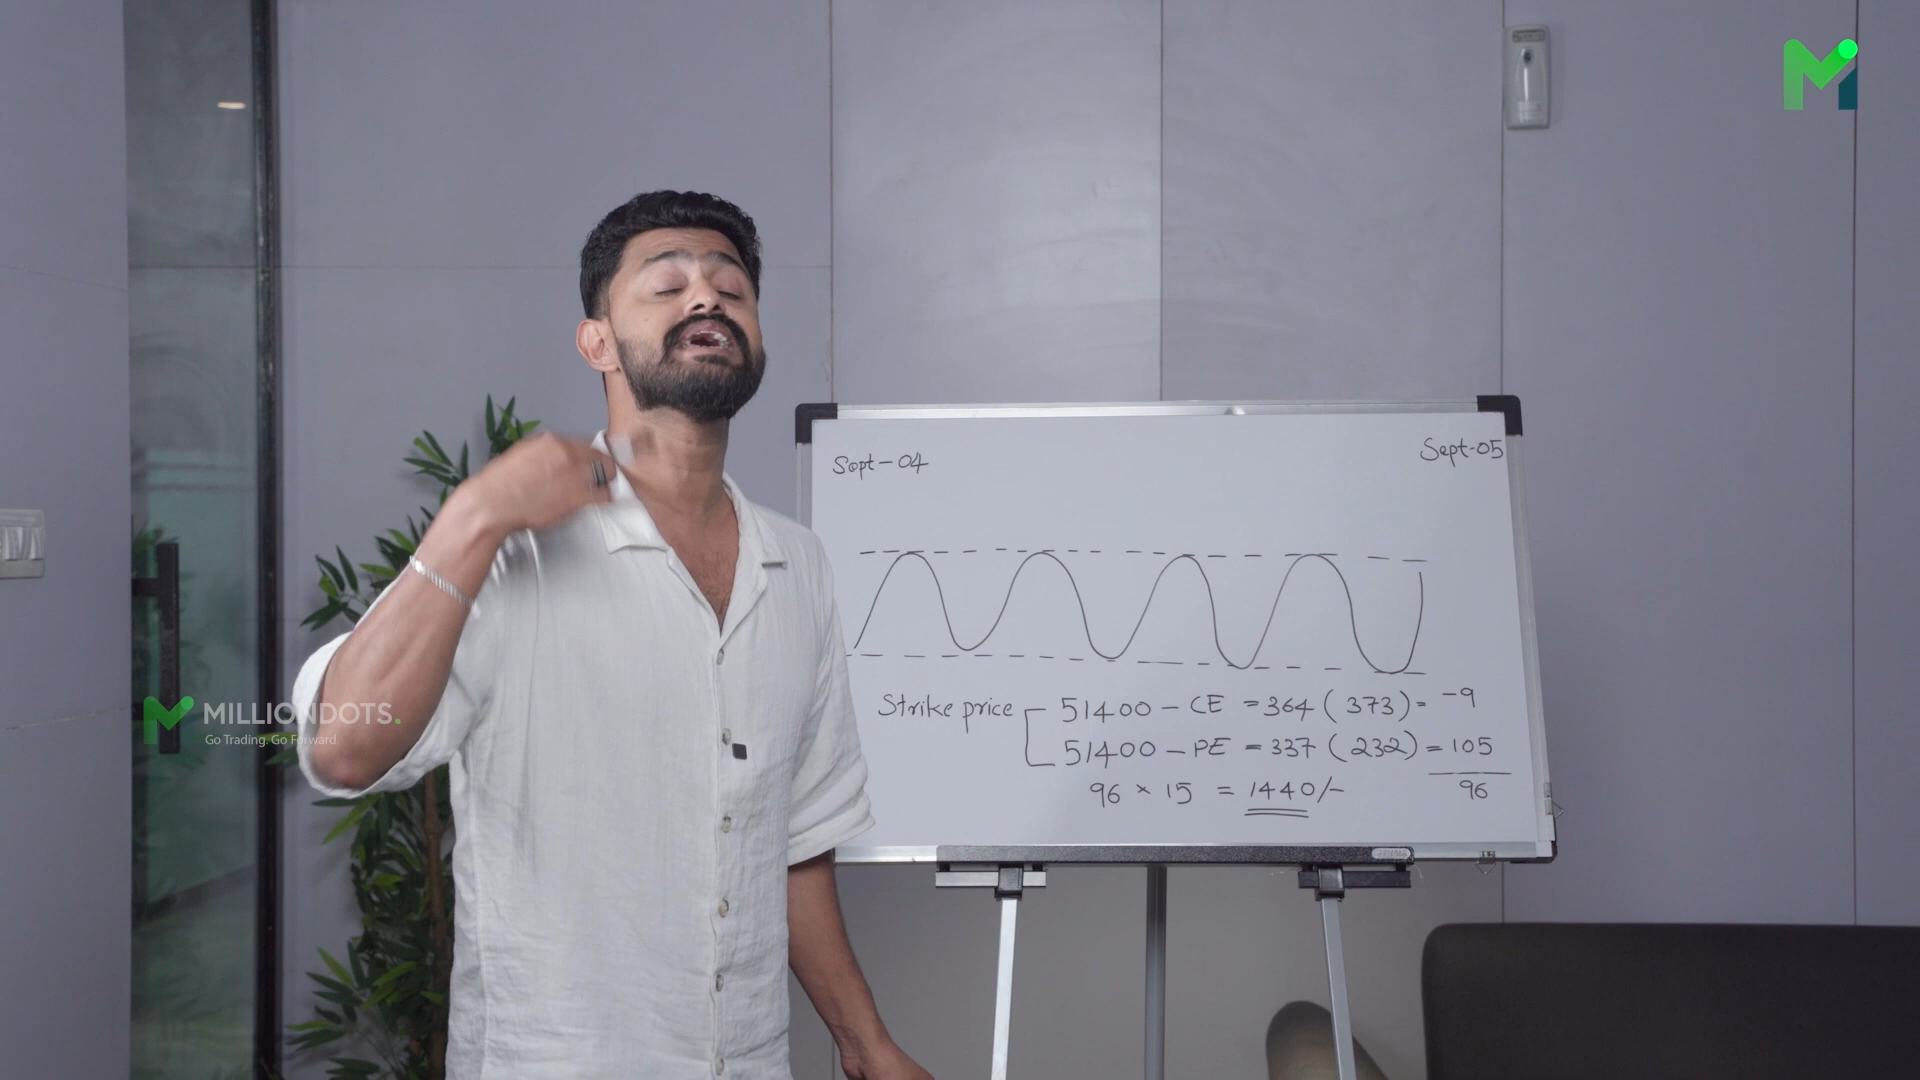 Sept-04
Sept-05
Strike price
51400 - CE = 364 (373) = -9
51400 - PE = 337 (232) = 105
96
96 × 15 = 1440/-
MILLIONDOTS.
Go Trading. Go Forward.